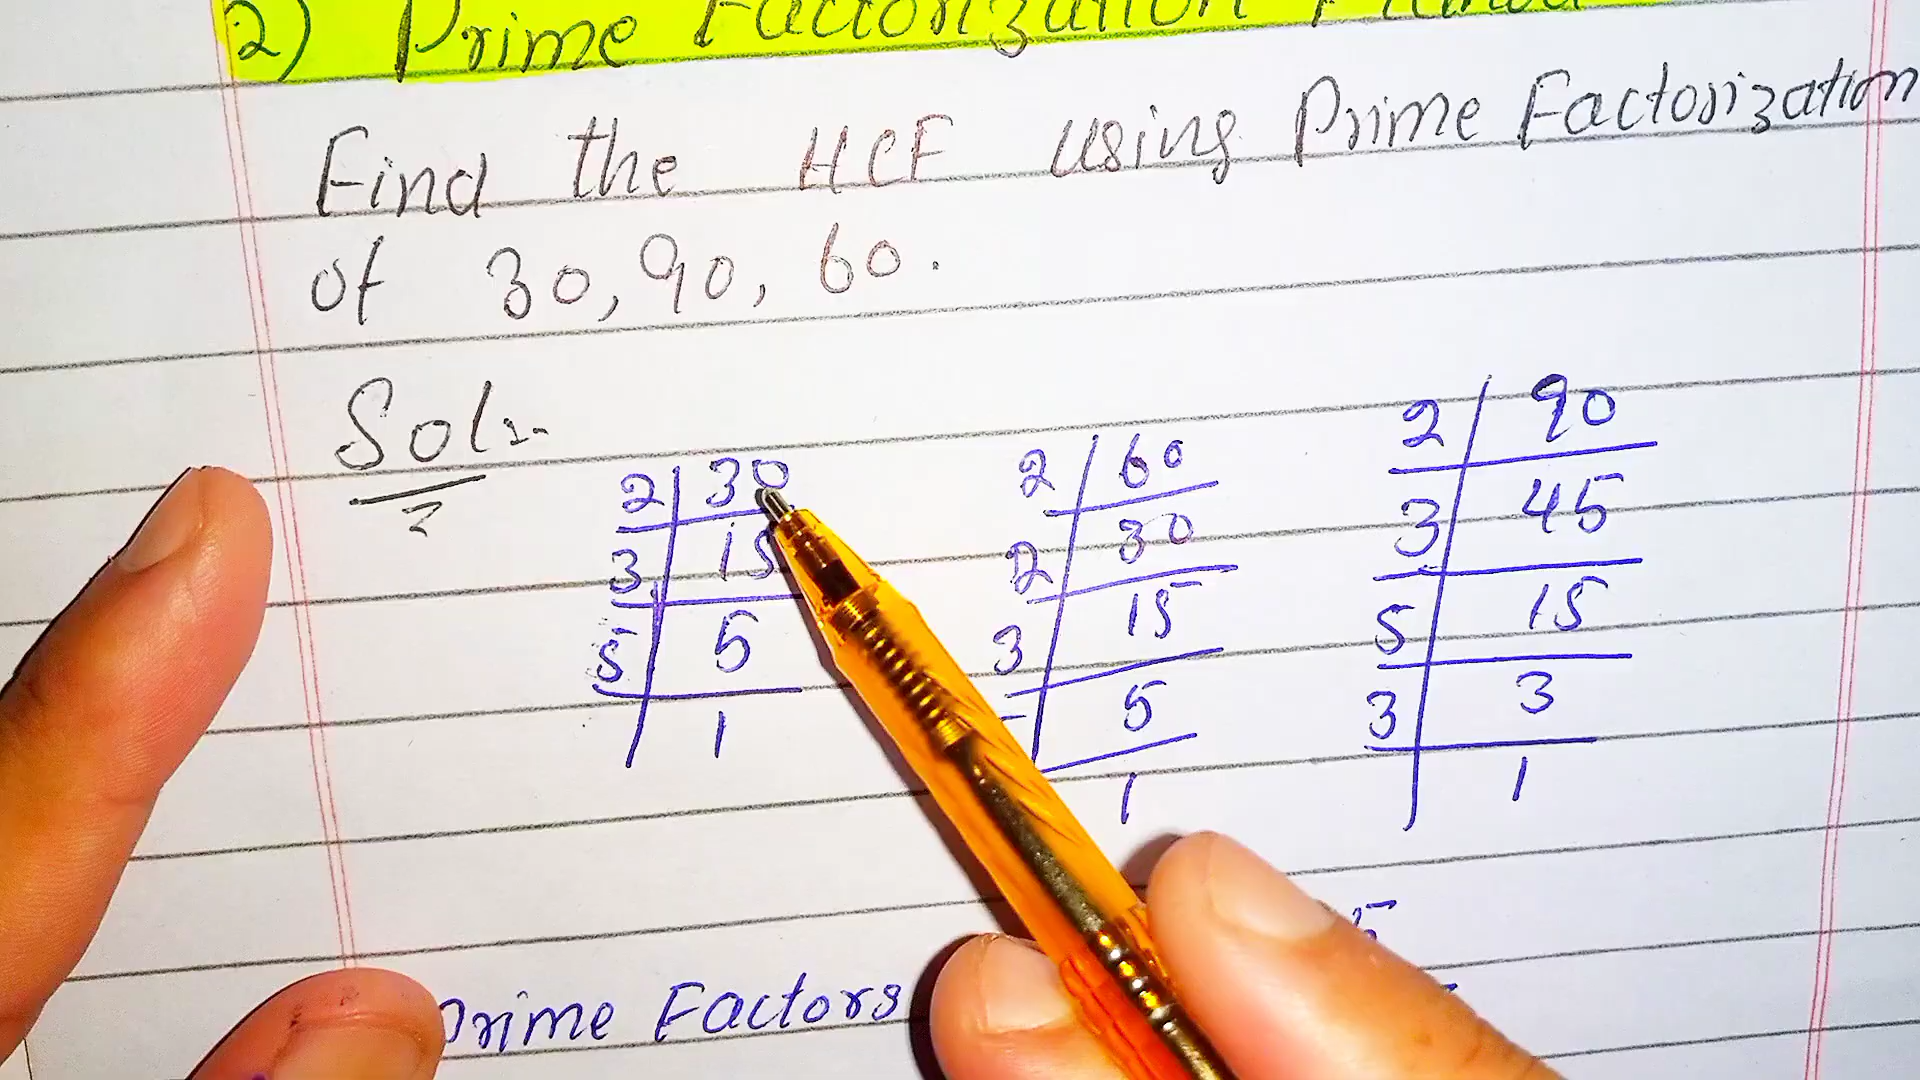 2) Prime Factorization Method
Find the HCF using Prime Factorization
of 30, 90, 60.
Sol:-
2 | 30
3 | 15
5 | 5
1
2 | 60
2 | 30
3 | 15
5
1
2 | 90
3 | 45
5 | 15
3 | 3
1
Prime Factors